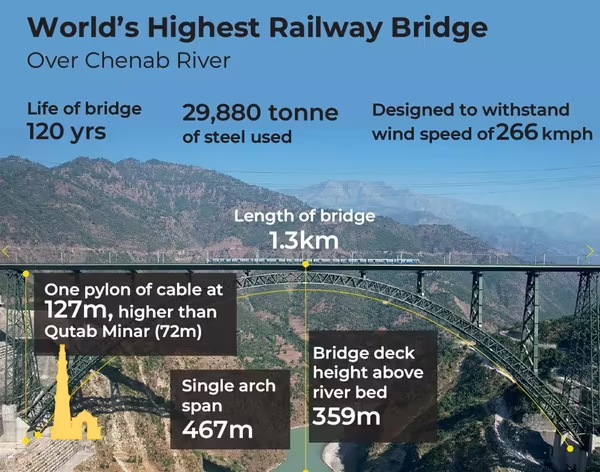 World's Highest Railway Bridge
Over Chenab River
Life of bridge
120 yrs
29,880 tonne
of steel used
Designed to withstand
wind speed of 266 kmph
Length of bridge
1.3km
One pylon of cable at
127m, higher than
Qutab Minar (72m)
Single arch
span
467m
Bridge deck
height above
river bed
359m